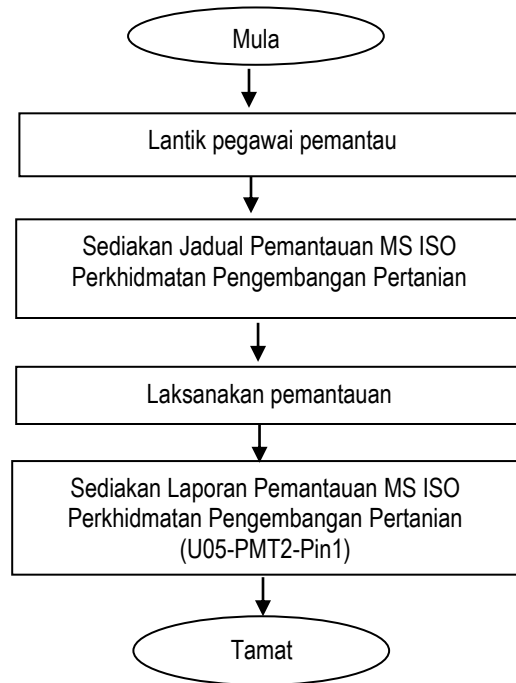 Mula
Lantik pegawai pemantau
Sediakan Jadual Pemantauan MS ISO
Perkhidmatan Pengembangan Pertanian
Laksanakan pemantauan
Sediakan Laporan Pemantauan MS ISO
Perkhidmatan Pengembangan Pertanian
(U05-PMT2-Pin1)
Tamat